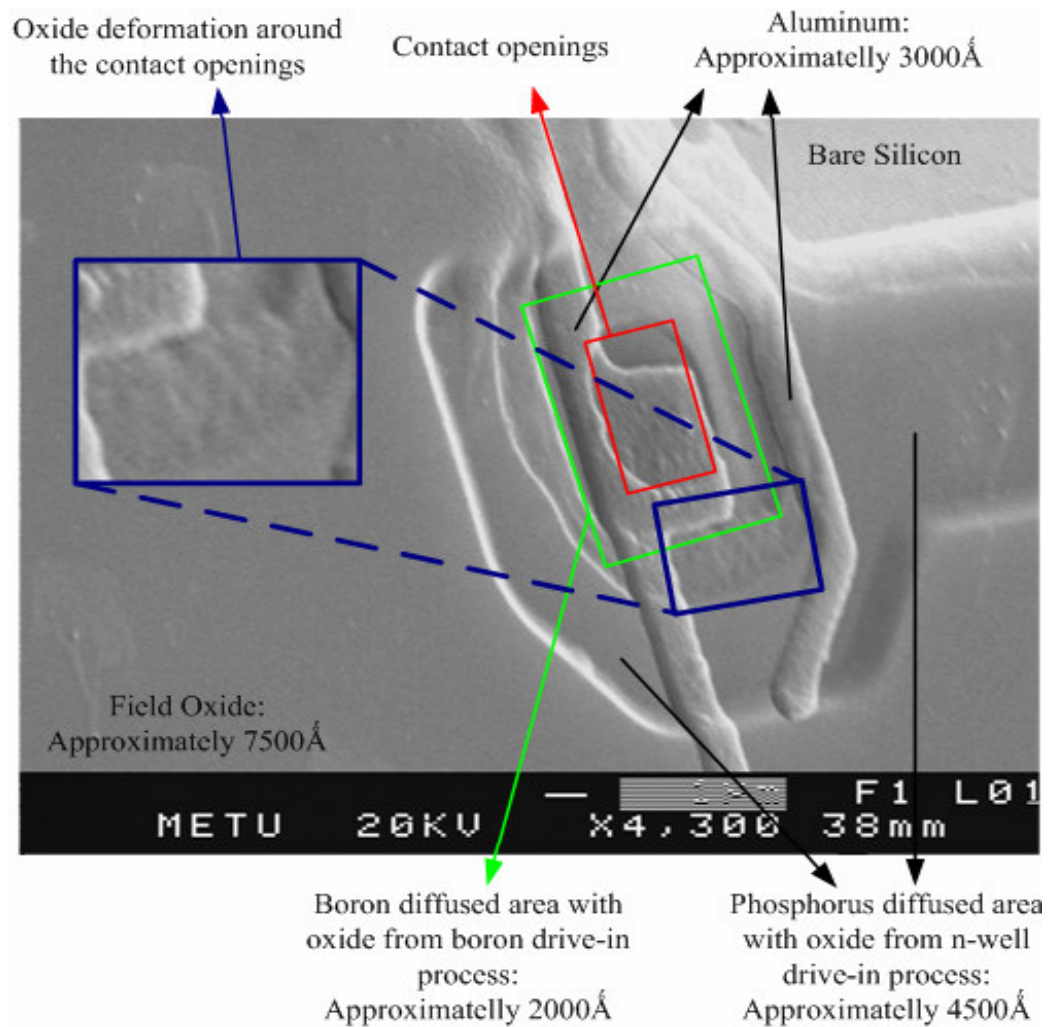 Oxide deformation around
the contact openings
Contact openings
Aluminum:
Approximatelly 3000Å
Bare Silicon
Field Oxide:
Approximately 7500Å
F1 L01
METU 20KV X4,300 38mm
Boron diffused area with
oxide from boron drive-in
process:
Approximatelly 2000Å
Phosphorus diffused area
with oxide from n-well
drive-in process:
Approximatelly 4500Å